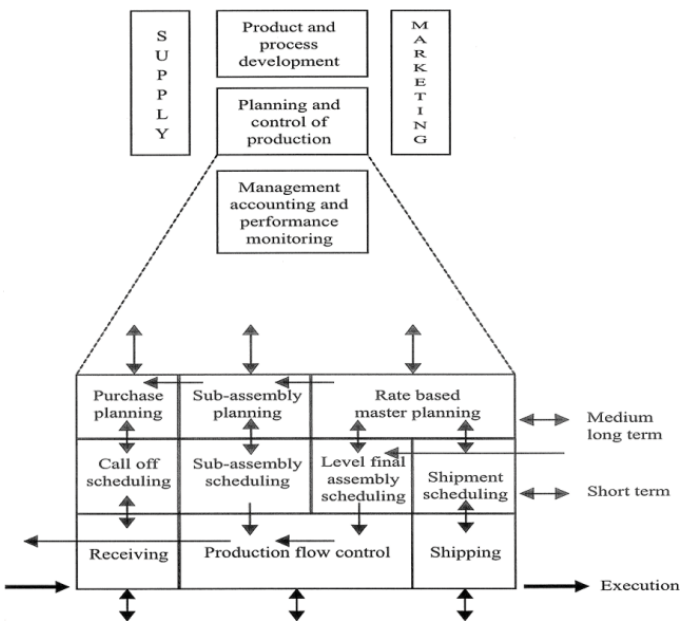 SUPPLY
Product and
process
development
MARKETING
Planning and
control of
production
Management
accounting and
performance
monitoring
Purchase
planning
Sub-assembly
planning
Rate based
master planning
Medium
long term
Call off
scheduling
Sub-assembly
scheduling
Level final
assembly
scheduling
Shipment
scheduling
Short term
Receiving
Production flow control
Shipping
Execution